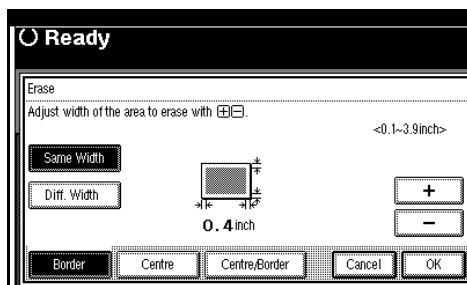 Ready
Erase
Adjust width of the area to erase with ⊞⊟.
<0.1~3.9inch>
Same Width
Diff. Width
+
0.4inch
−
Border Centre Centre/Border Cancel OK